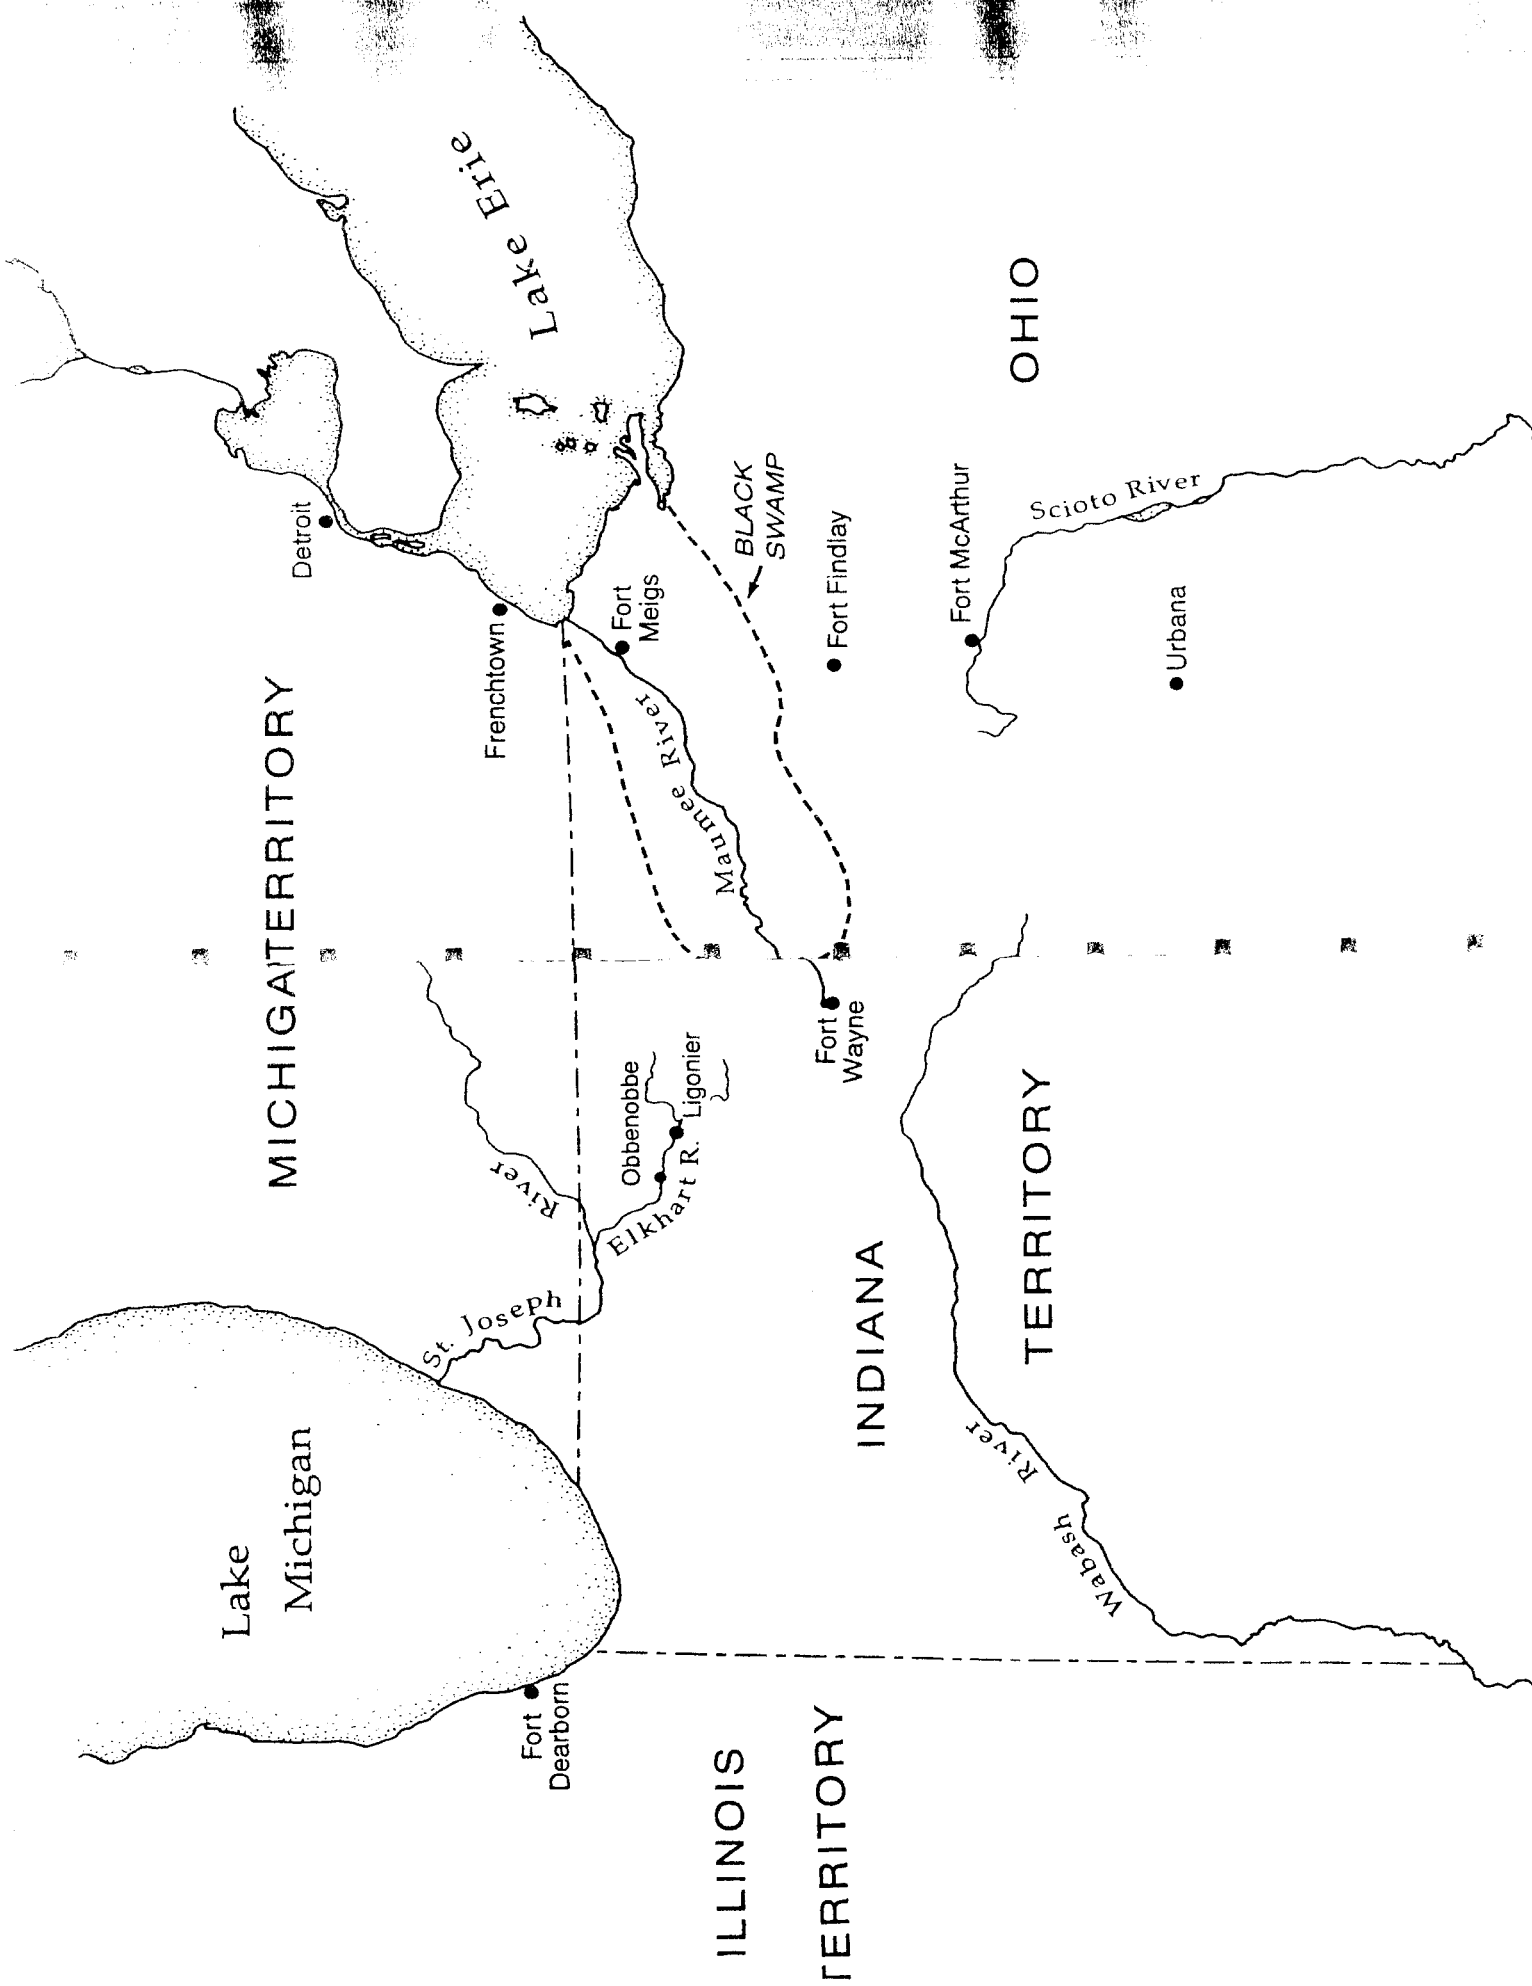 MICHIGA TERRITORY
Lake
Michigan
Lake Erie
Detroit
Frenchtown
Fort
Meigs
Maumee River
BLACK
SWAMP
Fort Findlay
Fort McArthur
Scioto River
Urbana
OHIO
St. Joseph
River
Elkhart R.
Obbenobbe
Ligonier
Fort
Wayne
Fort
Dearborn
INDIANA
TERRITORY
Wabash
River
ILLINOIS
TERRITORY